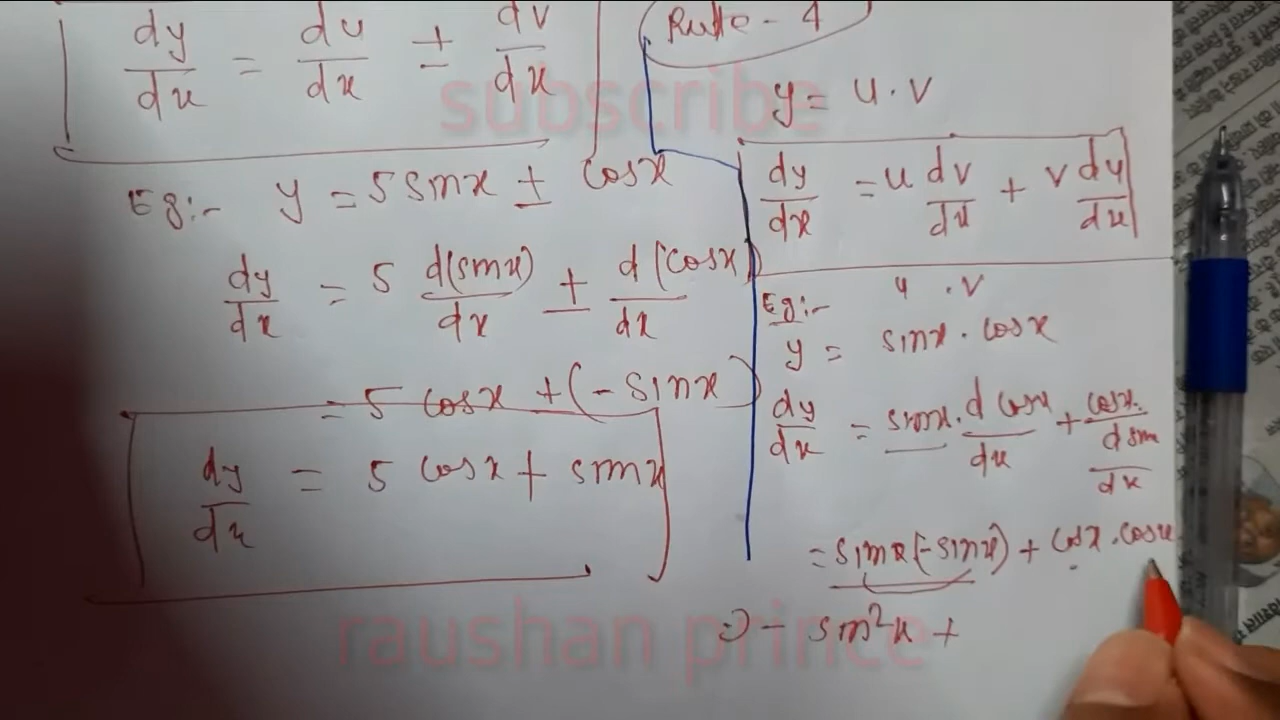 dy/dx = du/dx ± dv/dx
Eg:- y = 5 sinx ± cosx
dy/dx = 5 d(sinx)/dx ± d(cosx)/dx
= 5 cosx + (- sinx)
dy/dx = 5 cosx + sinx
Rule - 4
y = u . v
dy/dx = u dv/dx + v du/dx
u . v
Eg:-
y = sinx . cosx
dy/dx = sinx . d cosx/dx + cosx . d sin/dx
= sinx (-sinx) + cosx . cosx
=) - sin²x +
subscribe
raushan prince